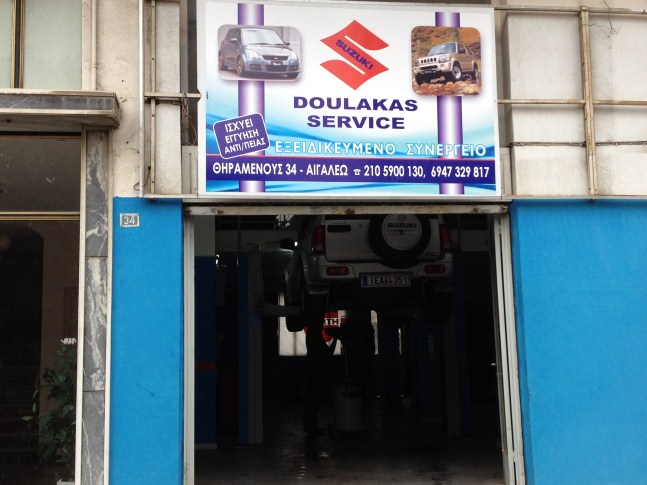 SUZUKI
DOULAKAS
SERVICE
ΙΣΧΥΕΙ
ΕΓΓΥΗΣΗ
ΑΝΤΙ/ΠΕΙΑΣ
ΕΞΕΙΔΙΚΕΥΜΕΝΟ ΣΥΝΕΡΓΕΙΟ
ΘΗΡΑΜΕΝΟΥΣ 34 - ΑΙΓΑΛΕΩ ☎ 210 5900 130, 6947 329 817
34
SUZUKI